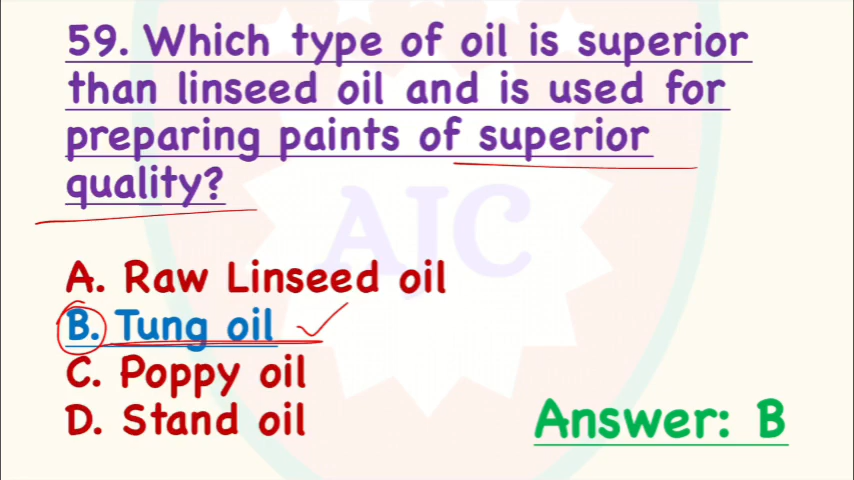 59. Which type of oil is superior
than linseed oil and is used for
preparing paints of superior
quality?
AJC
A. Raw Linseed oil
B. Tung oil
C. Poppy oil
D. Stand oil
Answer: B